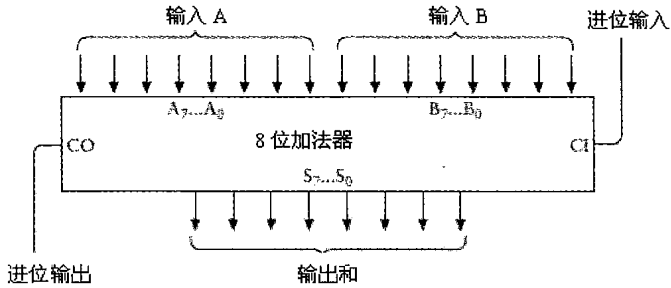 输入 A
输入 B
进位输入
A₇...A₀
B₇...B₀
CO
8 位加法器
CI
S₇...S₀
进位输出
输出和